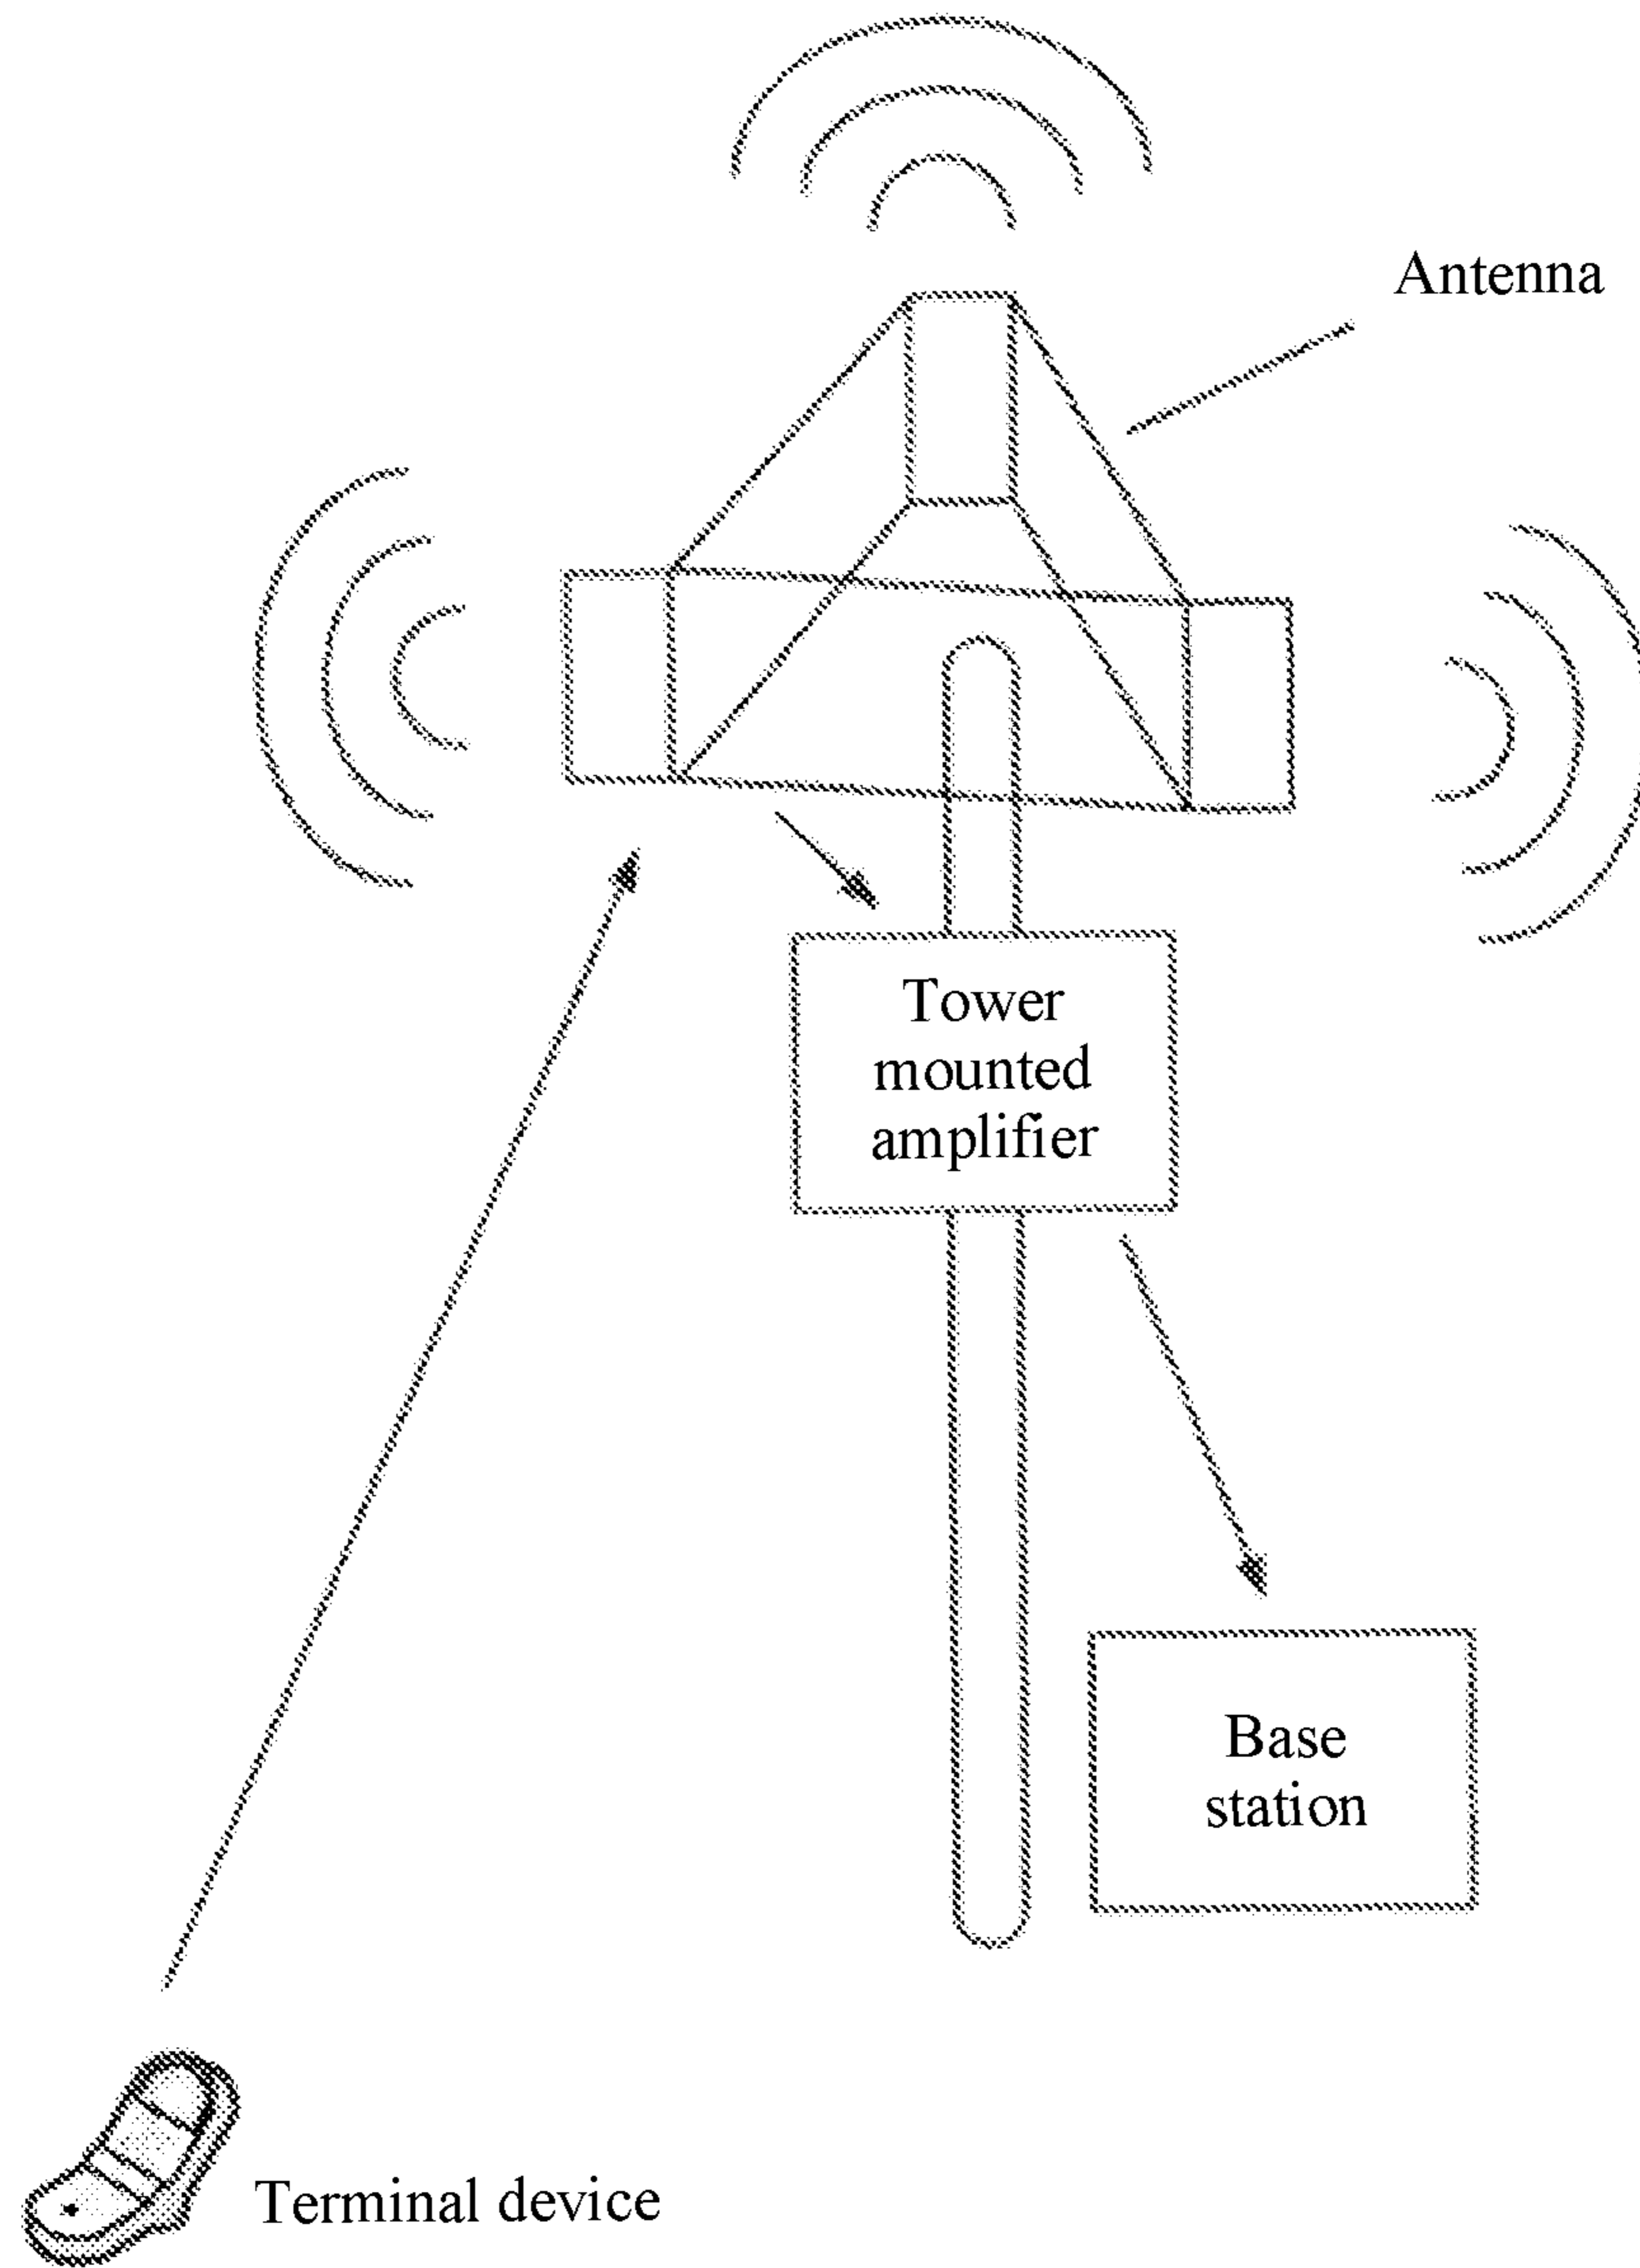 Antenna
Tower
mounted
amplifier
Base
station
Terminal device